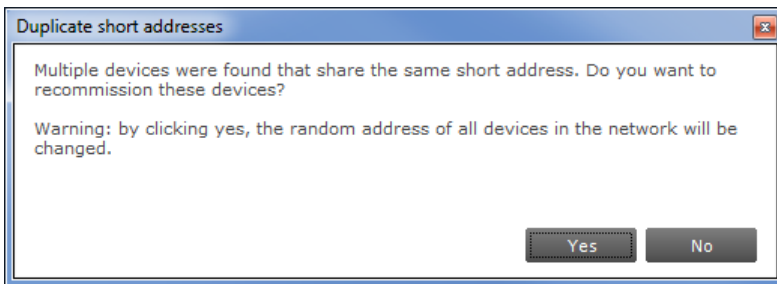 Duplicate short addresses
Multiple devices were found that share the same short address. Do you want to
recommission these devices?
Warning: by clicking yes, the random address of all devices in the network will be
changed.
Yes
No